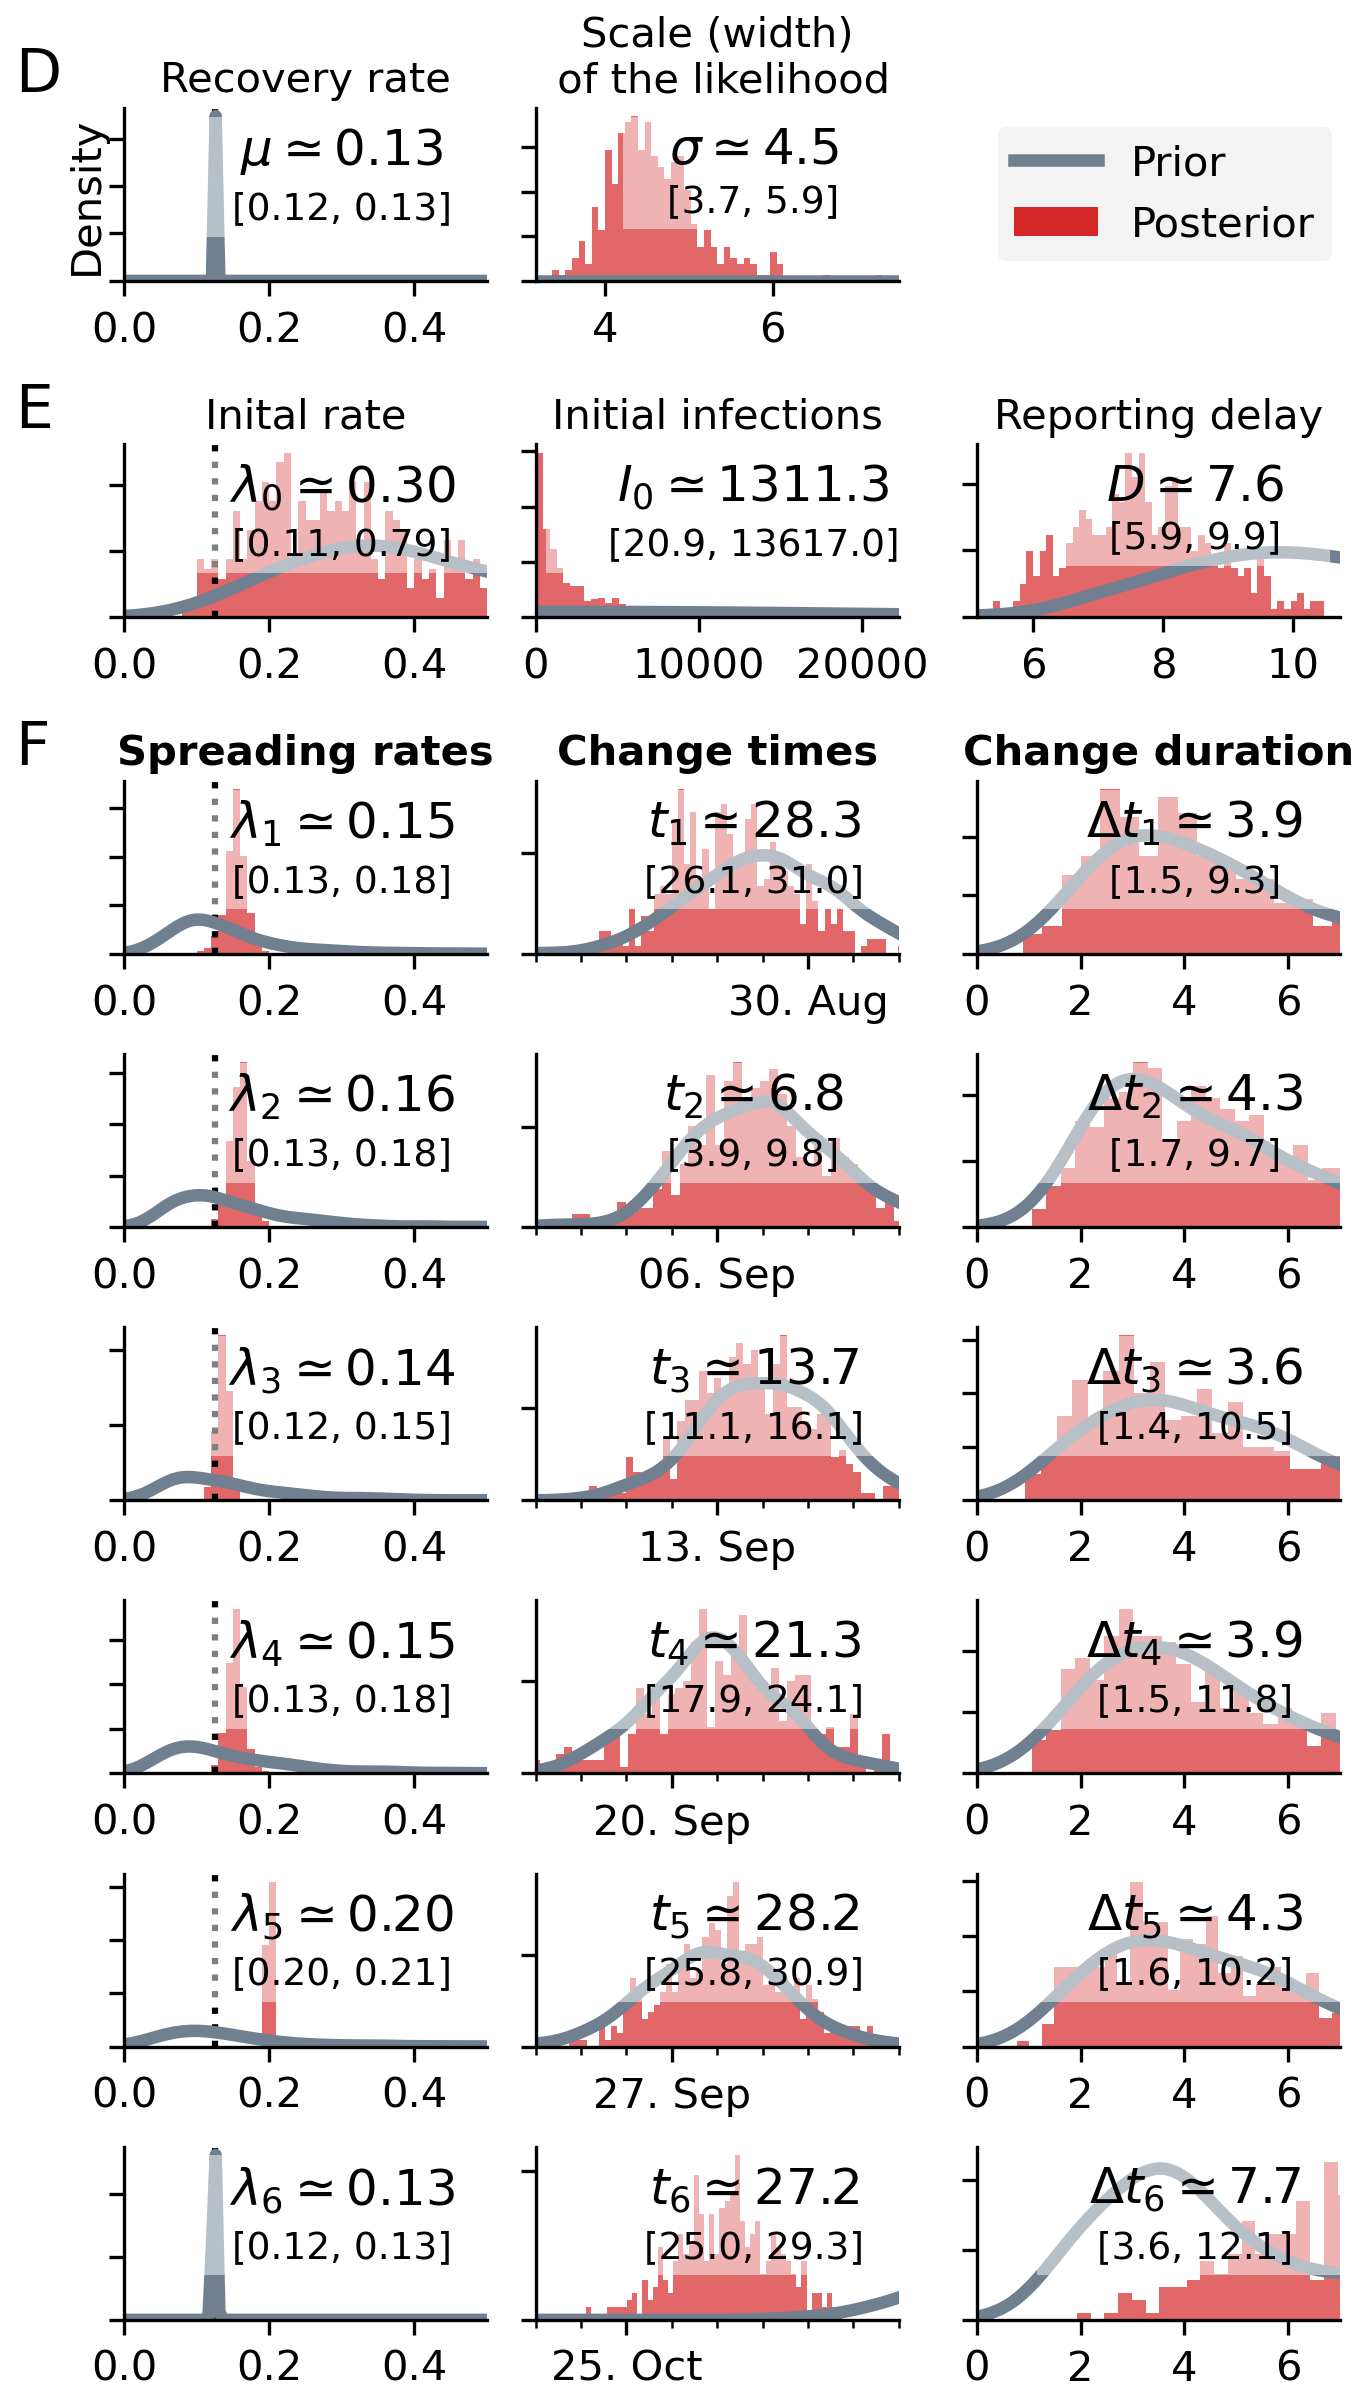 D
Recovery rate
Scale (width)
of the likelihood
Density
μ ≃ 0.13
[0.12, 0.13]
σ ≃ 4.5
[3.7, 5.9]
Prior
Posterior
0.0 0.2 0.4
4 6
E
Inital rate
Initial infections
Reporting delay
λ₀ ≃ 0.30
[0.11, 0.79]
I₀ ≃ 1311.3
[20.9, 13617.0]
D ≃ 7.6
[5.9, 9.9]
0.0 0.2 0.4
0 10000 20000
6 8 10
F
Spreading rates
Change times
Change duration
λ₁ ≃ 0.15
[0.13, 0.18]
t₁ ≃ 28.3
[26.1, 31.0]
Δt₁ ≃ 3.9
[1.5, 9.3]
0.0 0.2 0.4
30. Aug
0 2 4 6
λ₂ ≃ 0.16
[0.13, 0.18]
t₂ ≃ 6.8
[3.9, 9.8]
Δt₂ ≃ 4.3
[1.7, 9.7]
0.0 0.2 0.4
06. Sep
0 2 4 6
λ₃ ≃ 0.14
[0.12, 0.15]
t₃ ≃ 13.7
[11.1, 16.1]
Δt₃ ≃ 3.6
[1.4, 10.5]
0.0 0.2 0.4
13. Sep
0 2 4 6
λ₄ ≃ 0.15
[0.13, 0.18]
t₄ ≃ 21.3
[17.9, 24.1]
Δt₄ ≃ 3.9
[1.5, 11.8]
0.0 0.2 0.4
20. Sep
0 2 4 6
λ₅ ≃ 0.20
[0.20, 0.21]
t₅ ≃ 28.2
[25.8, 30.9]
Δt₅ ≃ 4.3
[1.6, 10.2]
0.0 0.2 0.4
27. Sep
0 2 4 6
λ₆ ≃ 0.13
[0.12, 0.13]
t₆ ≃ 27.2
[25.0, 29.3]
Δt₆ ≃ 7.7
[3.6, 12.1]
0.0 0.2 0.4
25. Oct
0 2 4 6